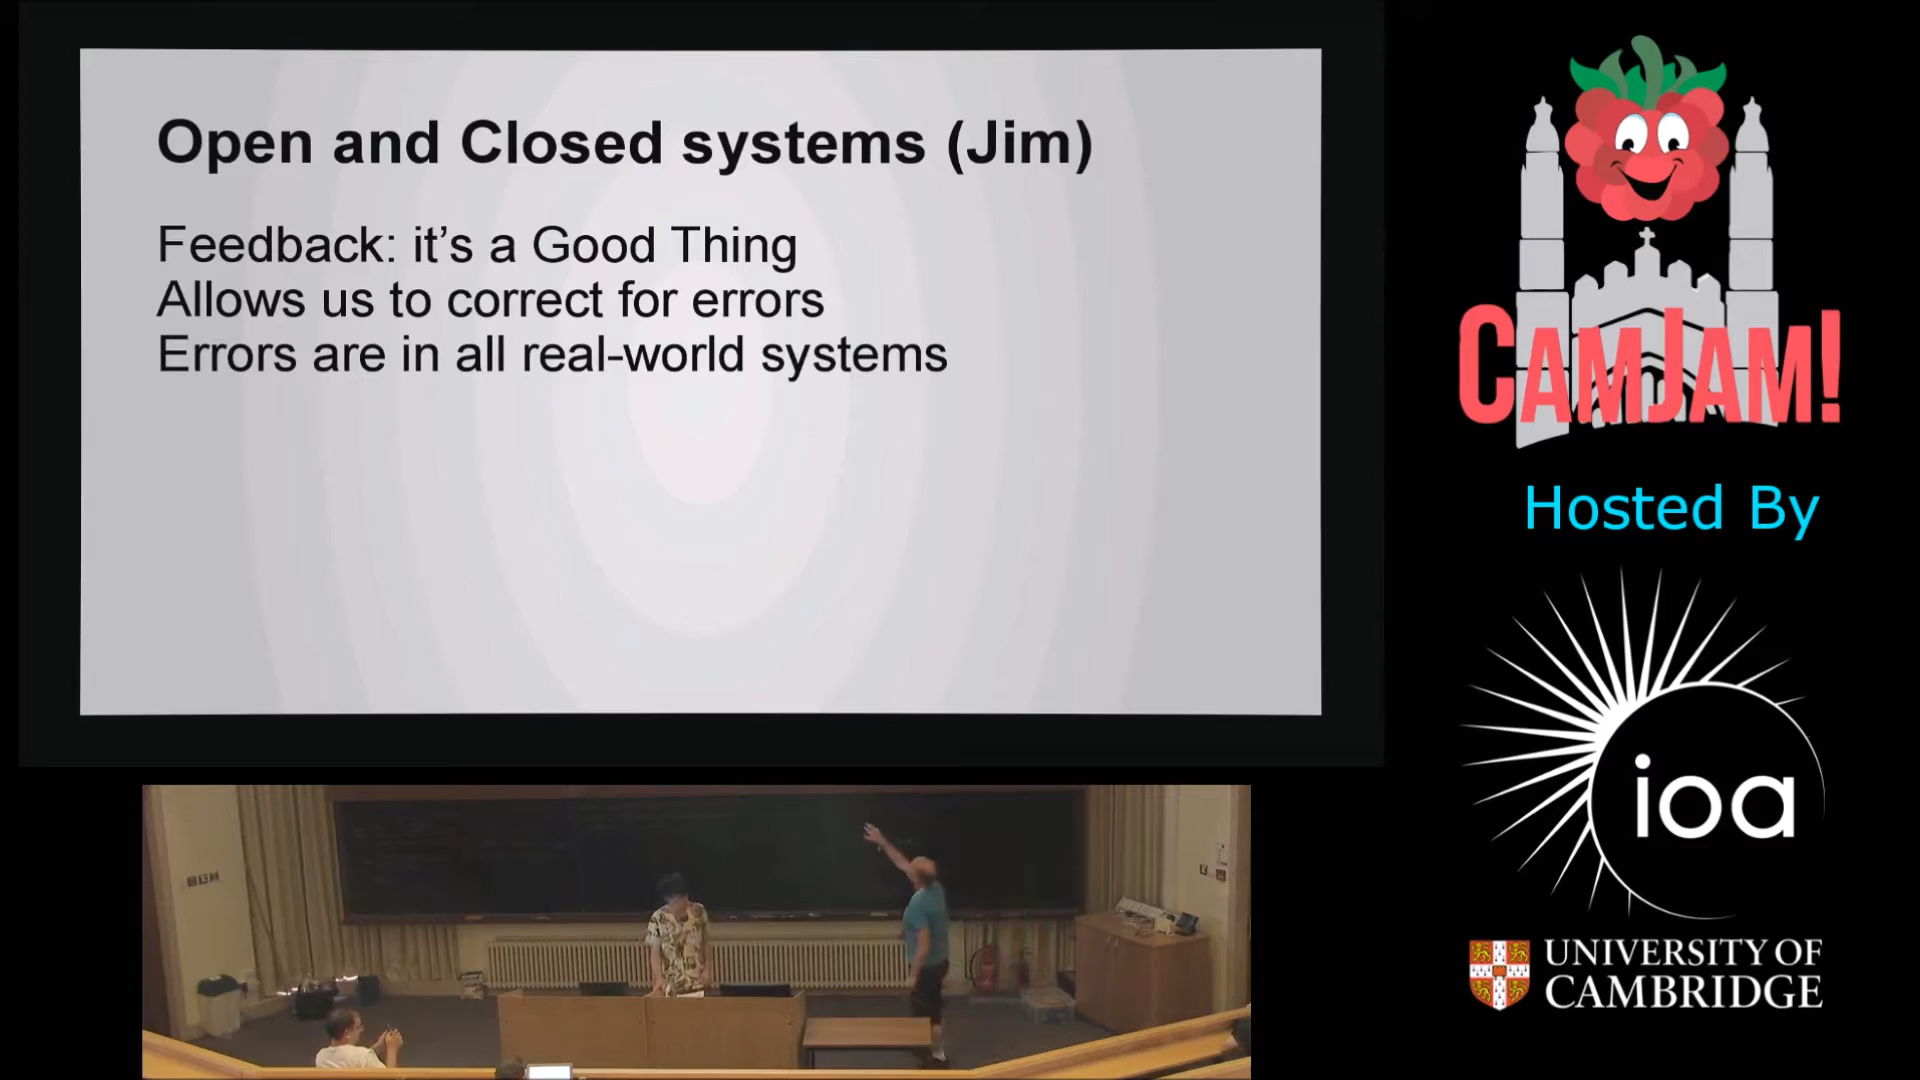 Open and Closed systems (Jim)
Feedback: it's a Good Thing
Allows us to correct for errors
Errors are in all real-world systems
CAMJAM!
Hosted By
ioa
UNIVERSITY OF
CAMBRIDGE